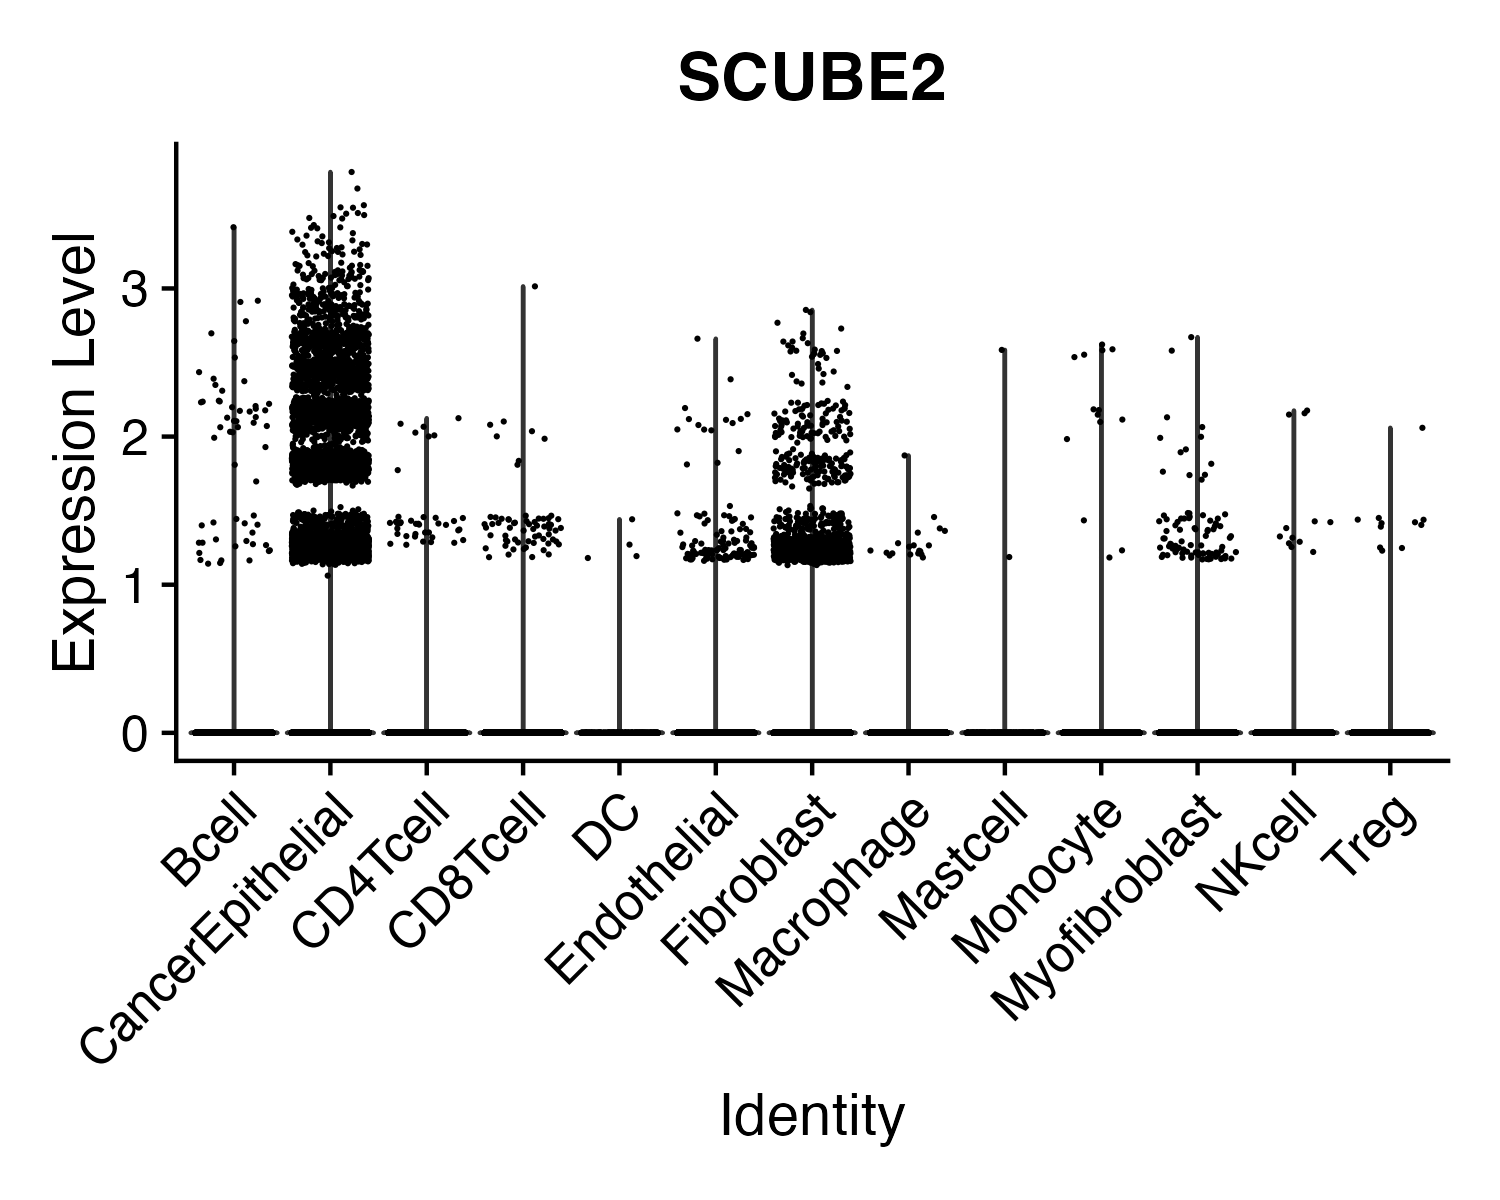 SCUBE2
Expression Level
3
2
1
0
Bcell
CancerEpithelial
CD4Tcell
CD8Tcell
DC
Endothelial
Fibroblast
Macrophage
Mastcell
Monocyte
Myofibroblast
NKcell
Treg
Identity